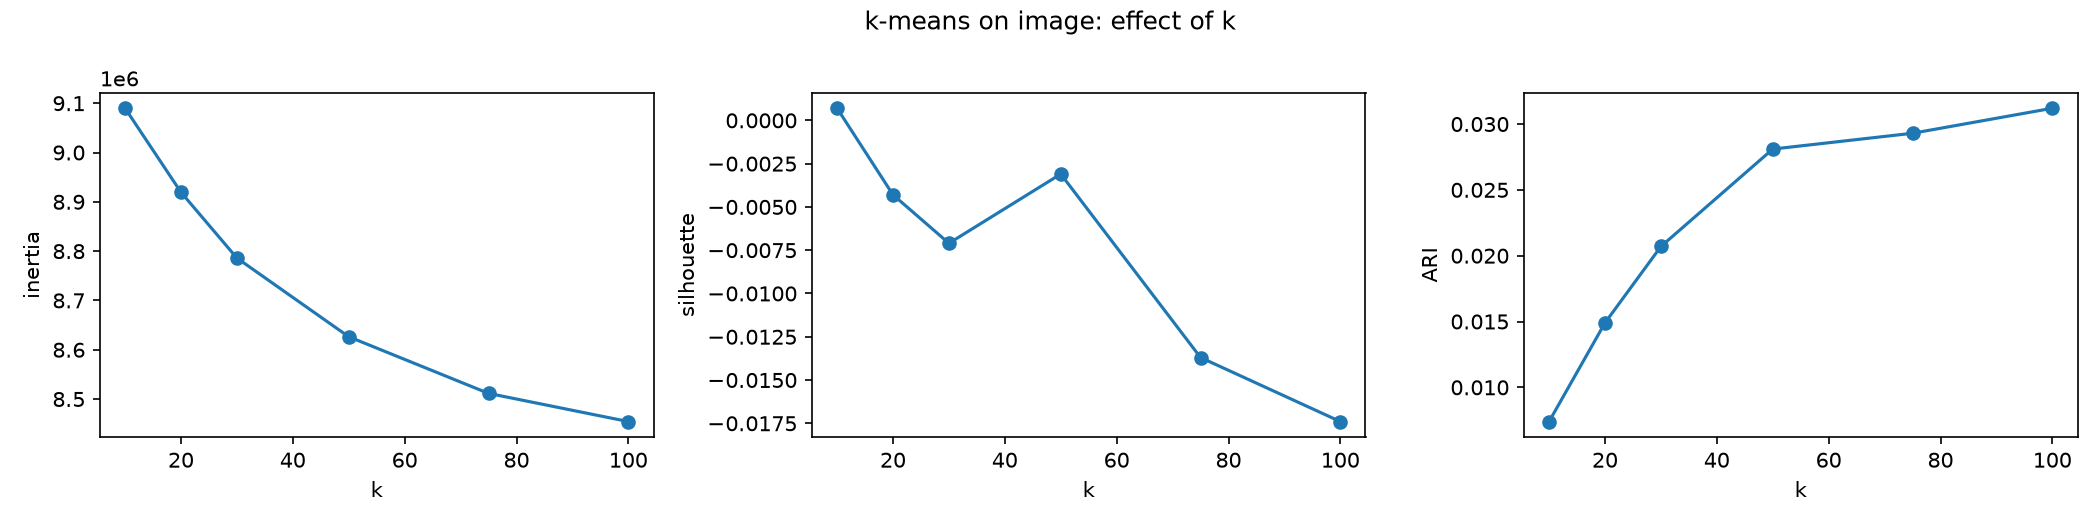 k-means on image: effect of k
1e6
9.1
9.0
8.9
8.8
8.7
8.6
8.5
inertia
20 40 60 80 100
k
0.0000
−0.0025
−0.0050
−0.0075
−0.0100
−0.0125
−0.0150
−0.0175
silhouette
20 40 60 80 100
k
0.030
0.025
0.020
0.015
0.010
ARI
20 40 60 80 100
k